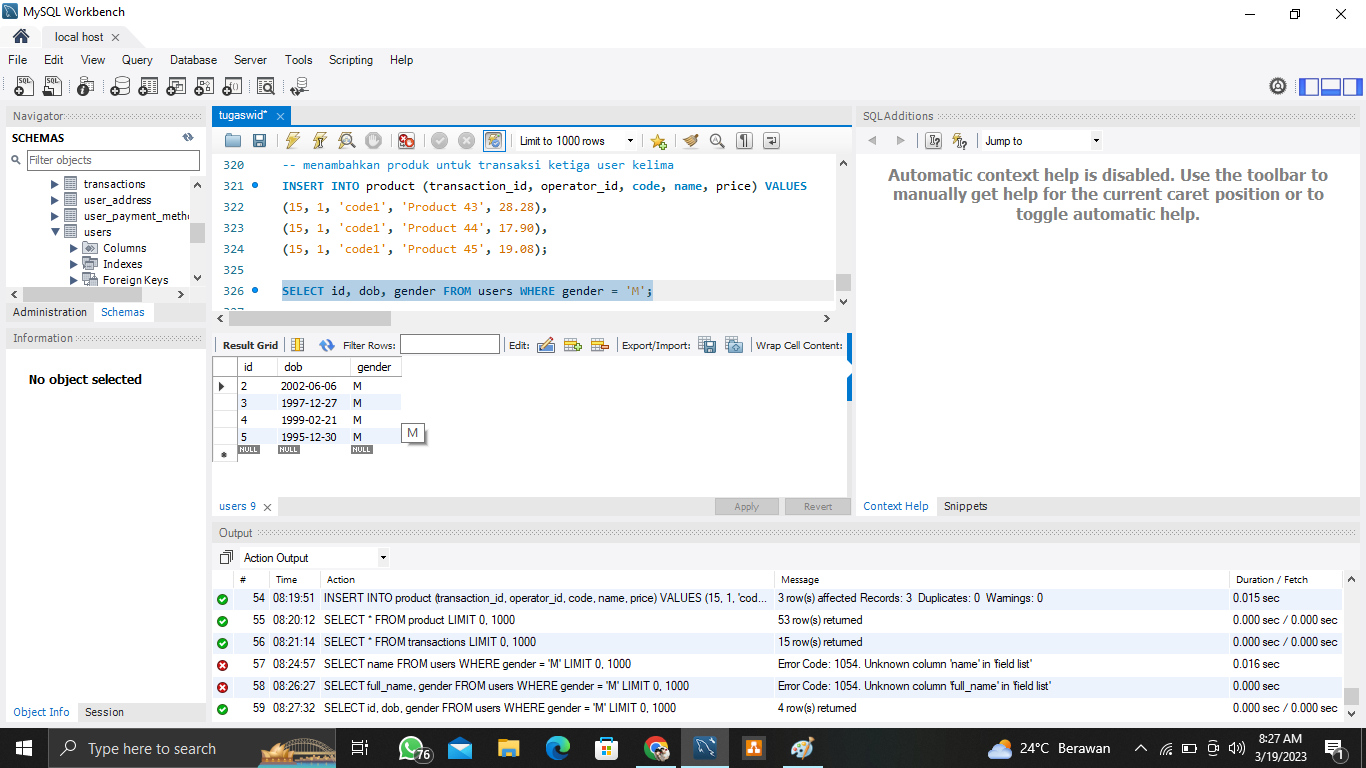 MySQL Workbench
local host
File Edit View Query Database Server Tools Scripting Help
Navigator
SCHEMAS
Filter objects
transactions
user_address
user_payment_metho
users
Columns
Indexes
Foreign Keys
Administration Schemas
Information
No object selected
Object Info Session
tugaswid*
Limit to 1000 rows
320 -- menambahkan produk untuk transaksi ketiga user kelima
321 INSERT INTO product (transaction_id, operator_id, code, name, price) VALUES
322 (15, 1, 'code1', 'Product 43', 28.28),
323 (15, 1, 'code1', 'Product 44', 17.90),
324 (15, 1, 'code1', 'Product 45', 19.08);
325
326 SELECT id, dob, gender FROM users WHERE gender = 'M';
Result Grid Filter Rows: Edit: Export/Import: Wrap Cell Content:
id dob gender
2 2002-06-06 M
3 1997-12-27 M
4 1999-02-21 M
5 1995-12-30 M
NULL NULL NULL
M
users 9
Apply Revert
SQLAdditions
Jump to
Automatic context help is disabled. Use the toolbar to
manually get help for the current caret position or to
toggle automatic help.
Context Help Snippets
Output
Action Output
# Time Action Message Duration / Fetch
54 08:19:51 INSERT INTO product (transaction_id, operator_id, code, name, price) VALUES (15, 1, 'cod... 3 row(s) affected Records: 3 Duplicates: 0 Warnings: 0 0.015 sec
55 08:20:12 SELECT * FROM product LIMIT 0, 1000 53 row(s) returned 0.000 sec / 0.000 sec
56 08:21:14 SELECT * FROM transactions LIMIT 0, 1000 15 row(s) returned 0.000 sec / 0.000 sec
57 08:24:57 SELECT name FROM users WHERE gender = 'M' LIMIT 0, 1000 Error Code: 1054. Unknown column 'name' in 'field list' 0.016 sec
58 08:26:27 SELECT full_name, gender FROM users WHERE gender = 'M' LIMIT 0, 1000 Error Code: 1054. Unknown column 'full_name' in 'field list' 0.000 sec
59 08:27:32 SELECT id, dob, gender FROM users WHERE gender = 'M' LIMIT 0, 1000 4 row(s) returned 0.000 sec / 0.000 sec
Type here to search
76
24°C Berawan
8:27 AM
3/19/2023
1